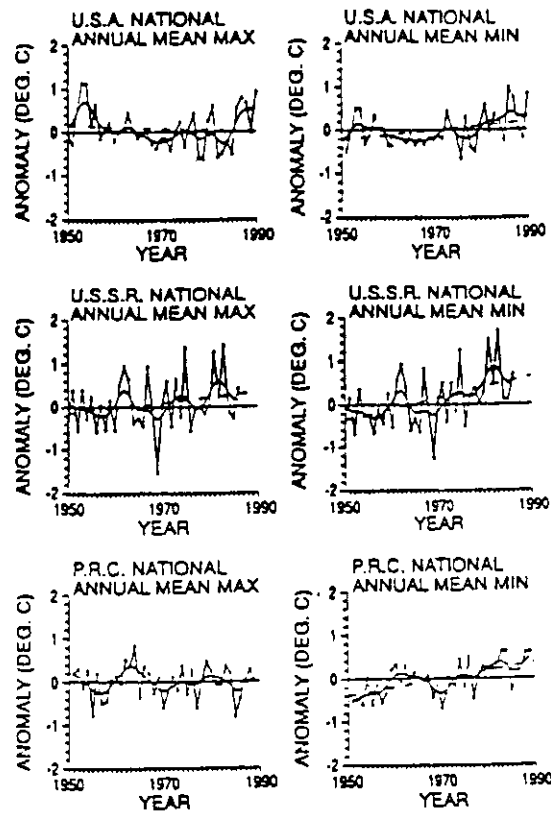 U.S.A. NATIONAL
ANNUAL MEAN MAX
ANOMALY (DEG. C)
2
1
0
-1
-2
1950
1970
1990
YEAR
U.S.A. NATIONAL
ANNUAL MEAN MIN
ANOMALY (DEG. C)
2
1
0
-1
-2
1950
1970
1990
YEAR
U.S.S.R. NATIONAL
ANNUAL MEAN MAX
ANOMALY (DEG. C)
2
1
0
-1
-2
1950
1970
1990
YEAR
U.S.S.R. NATIONAL
ANNUAL MEAN MIN
ANOMALY (DEG. C)
2
1
0
-1
-2
1950
1970
1990
YEAR
P.R.C. NATIONAL
ANNUAL MEAN MAX
ANOMALY (DEG. C)
2
1
0
-1
-2
1950
1970
1990
YEAR
P.R.C. NATIONAL
ANNUAL MEAN MIN
ANOMALY (DEG. C)
2
1
0
-1
-2
1950
1970
1990
YEAR